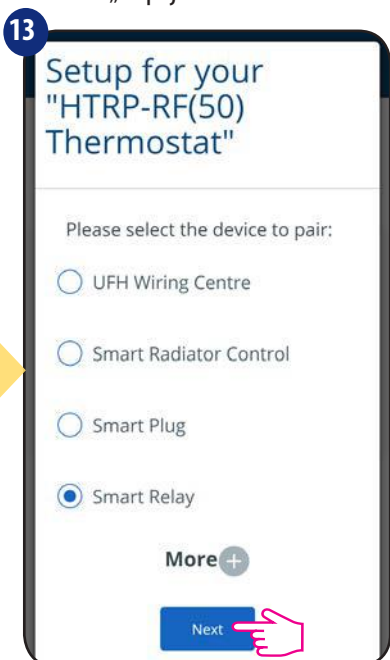 13
Setup for your
"HTRP-RF(50)
Thermostat"
Please select the device to pair:
UFH Wiring Centre
Smart Radiator Control
Smart Plug
Smart Relay
More +
Next